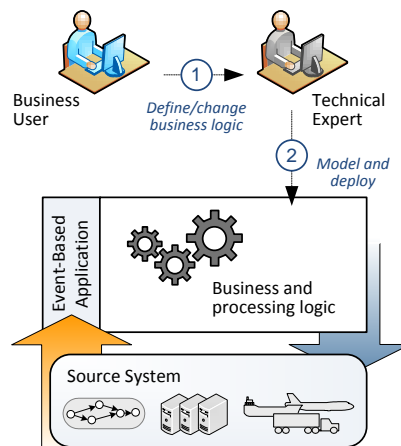 Business
User
1
Define/change
business logic
Technical
Expert
2
Model and
deploy
Event-Based
Application
Business and
processing logic
Source System